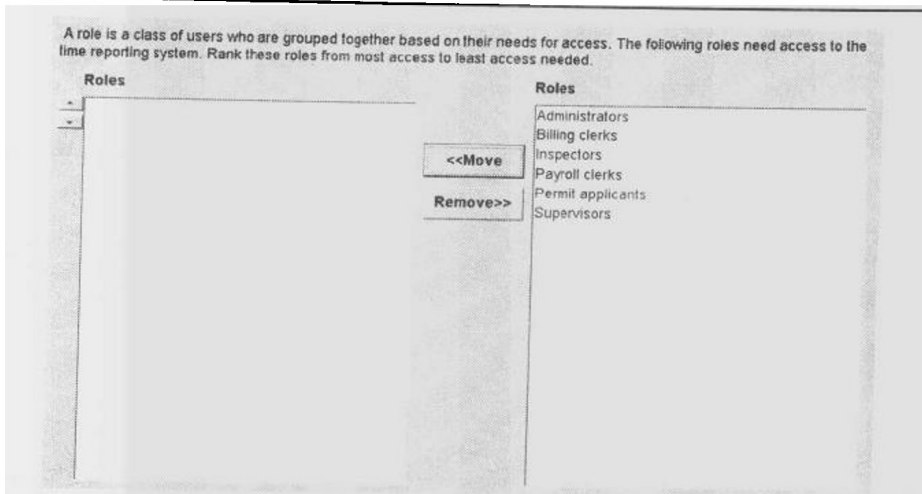 A role is a class of users who are grouped together based on their needs for access. The following roles need access to the
time reporting system. Rank these roles from most access to least access needed.
Roles
Roles
Administrators
Billing clerks
Inspectors
Payroll clerks
Permit applicants
Supervisors
<<Move
Remove>>